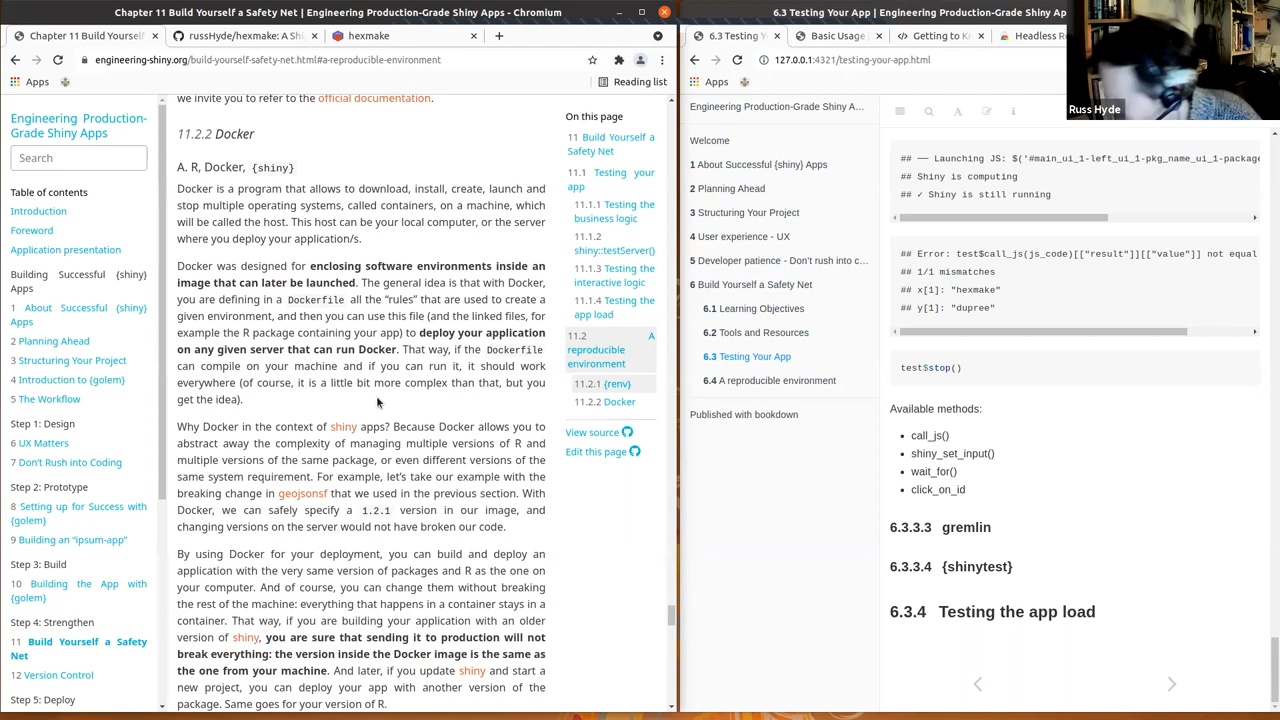 Chapter 11 Build Yourself a Safety Net | Engineering Production-Grade Shiny Apps - Chromium
Chapter 11 Build Yourself
russHyde/hexmake: A Shi
hexmake
engineering-shiny.org/build-yourself-safety-net.html#a-reproducible-environment
Apps
Reading list
Engineering Production-
Grade Shiny Apps
Search
Table of contents
Introduction
Foreword
Application presentation
Building Successful {shiny}
Apps
1 About Successful {shiny}
Apps
2 Planning Ahead
3 Structuring Your Project
4 Introduction to {golem}
5 The Workflow
Step 1: Design
6 UX Matters
7 Don't Rush into Coding
Step 2: Prototype
8 Setting up for Success with
{golem}
9 Building an "ipsum-app"
Step 3: Build
10 Building the App with
{golem}
Step 4: Strengthen
11 Build Yourself a Safety
Net
12 Version Control
Step 5: Deploy
we invite you to refer to the official documentation.
11.2.2 Docker
A. R, Docker, {shiny}
Docker is a program that allows to download, install, create, launch and
stop multiple operating systems, called containers, on a machine, which
will be called the host. This host can be your local computer, or the server
where you deploy your application/s.
Docker was designed for enclosing software environments inside an
image that can later be launched. The general idea is that with Docker,
you are defining in a Dockerfile all the "rules" that are used to create a
given environment, and then you can use this file (and the linked files, for
example the R package containing your app) to deploy your application
on any given server that can run Docker. That way, if the Dockerfile
can compile on your machine and if you can run it, it should work
everywhere (of course, it is a little bit more complex than that, but you
get the idea).
Why Docker in the context of shiny apps? Because Docker allows you to
abstract away the complexity of managing multiple versions of R and
multiple versions of the same package, or even different versions of the
same system requirement. For example, let's take our example with the
breaking change in geojsonsf that we used in the previous section. With
Docker, we can safely specify a 1.2.1 version in our image, and
changing versions on the server would not have broken our code.
By using Docker for your deployment, you can build and deploy an
application with the very same version of packages and R as the one on
your computer. And of course, you can change them without breaking
the rest of the machine: everything that happens in a container stays in a
container. That way, if you are building your application with an older
version of shiny, you are sure that sending it to production will not
break everything: the version inside the Docker image is the same as
the one from your machine. And later, if you update shiny and start a
new project, you can deploy your app with another version of the
package. Same goes for your version of R.
On this page
11 Build Yourself a
Safety Net
11.1 Testing your
app
11.1.1 Testing the
business logic
11.1.2
shiny::testServer()
11.1.3 Testing the
interactive logic
11.1.4 Testing the
app load
11.2 A
reproducible
environment
11.2.1 {renv}
11.2.2 Docker
View source
Edit this page
6.3 Testing Your App | Engineering Production-Grade Shiny Ap
6.3 Testing Y
Basic Usage
Getting to K
Headless R
127.0.0.1:4321/testing-your-app.html
Apps
Russ Hyde
Engineering Production-Grade Shiny A…
Welcome
1 About Successful {shiny} Apps
2 Planning Ahead
3 Structuring Your Project
4 User experience - UX
5 Developer patience - Don't rush into c…
6 Build Yourself a Safety Net
6.1 Learning Objectives
6.2 Tools and Resources
6.3 Testing Your App
6.4 A reproducible environment
Published with bookdown
## ── Launching JS: $('#main_ui_1-left_ui_1-pkg_name_ui_1-package
## Shiny is computing
## ✓ Shiny is still running
## Error: test$call_js(js_code)[["result"]][["value"]] not equal
## 1/1 mismatches
## x[1]: "hexmake"
## y[1]: "dupree"
test$stop()
Available methods:
• call_js()
• shiny_set_input()
• wait_for()
• click_on_id
6.3.3.3 gremlin
6.3.3.4 {shinytest}
6.3.4 Testing the app load